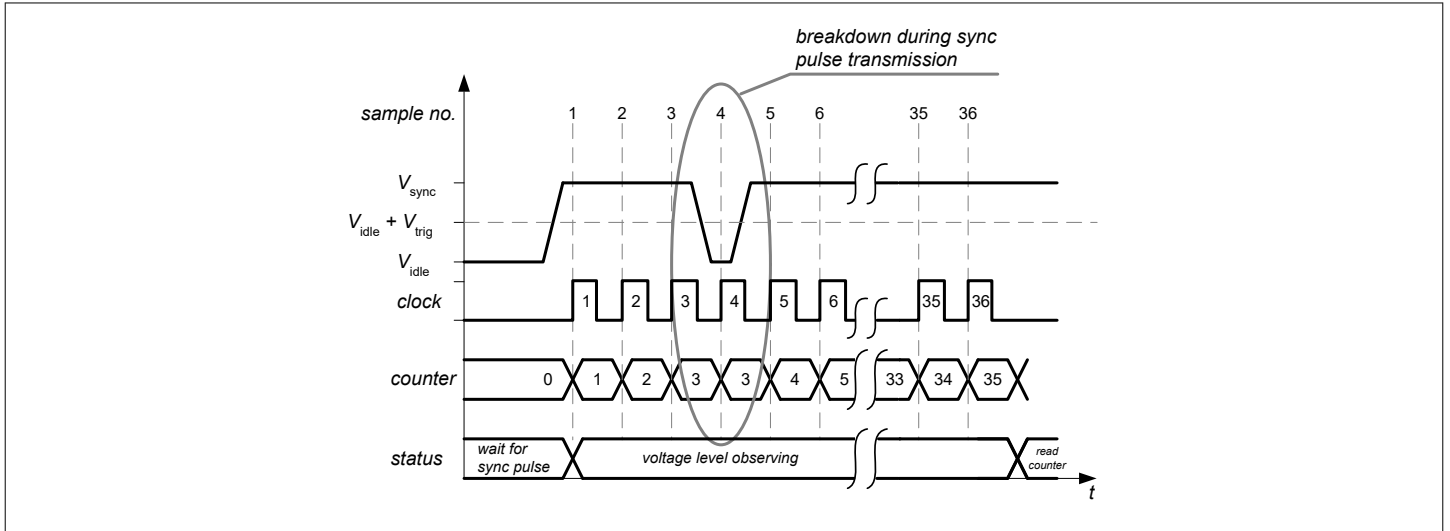 breakdown during sync
pulse transmission
sample no. 1 2 3 4 5 6 35 36
Vsync
Vidle + Vtrig
Vidle
clock 1 2 3 4 5 6 35 36
counter 0 1 2 3 3 4 5 33 34 35
status wait for sync pulse voltage level observing read counter
t